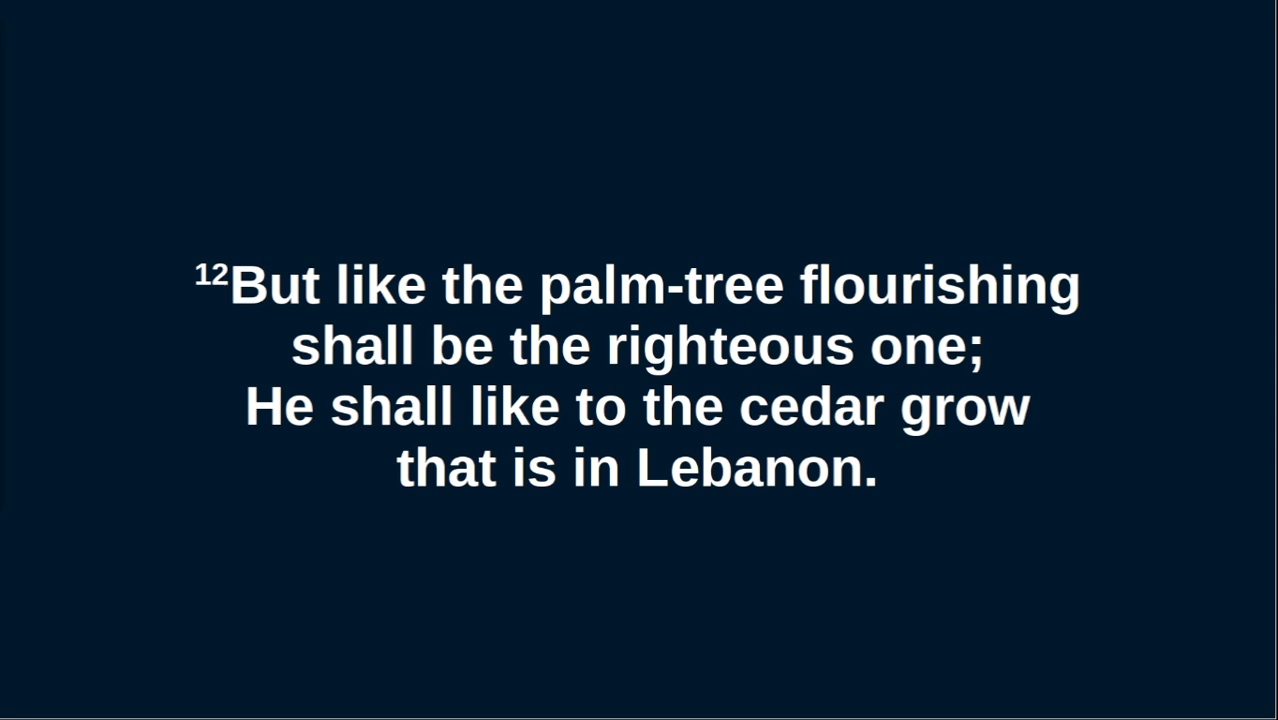 ¹²But like the palm-tree flourishing
shall be the righteous one;
He shall like to the cedar grow
that is in Lebanon.